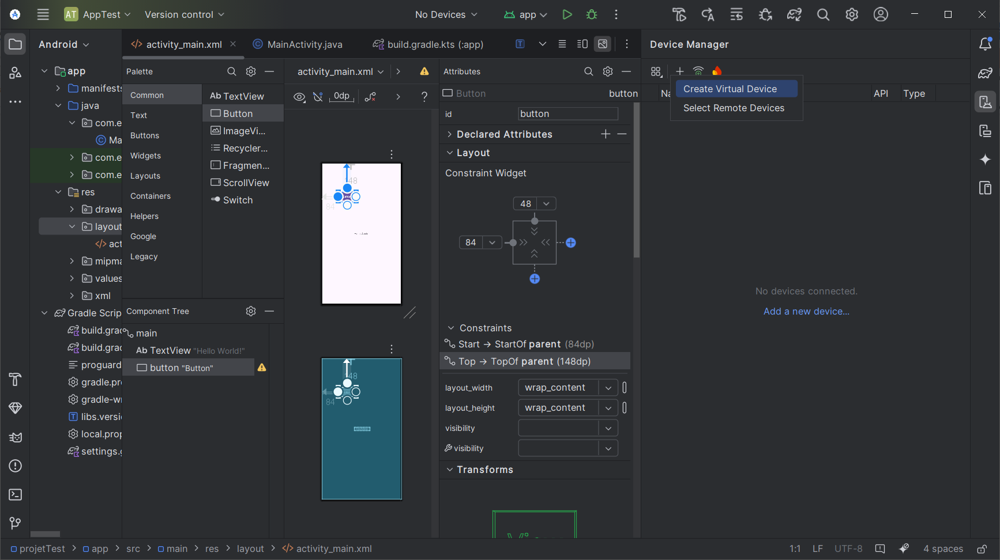 AT AppTest Version control No Devices app
Android activity_main.xml MainActivity.java build.gradle.kts (:app) T Device Manager
Palette activity_main.xml Attributes
app
manifests
java
com.e
Ma
com.e
com.e
res
drawa
layout
act
mipma
values
xml
Gradle Scrip
build.grad
build.grad
proguard
gradle.pro
gradle-wr
T libs.versio
local.prop
settings.g
Common
Text
Buttons
Widgets
Layouts
Containers
Helpers
Google
Legacy
Ab TextView
Button
ImageVi...
Recycler...
Fragmen...
ScrollView
Switch
Component Tree
main
Ab TextView "Hello World!"
button "Button"
0dp ?
148
84
148
84
Button button
id button
Declared Attributes
Layout
Constraint Widget
48
84
Constraints
Start → StartOf parent (84dp)
Top → TopOf parent (148dp)
layout_width wrap_content
layout_height wrap_content
visibility
visibility
Transforms
Na API Type
Create Virtual Device
Select Remote Devices
No devices connected.
Add a new device...
projetTest app src main res layout activity_main.xml 1:1 LF UTF-8 4 spaces